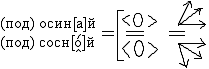 (под) осин[а]й = <О>
(под) сосн[о́]й = <О>